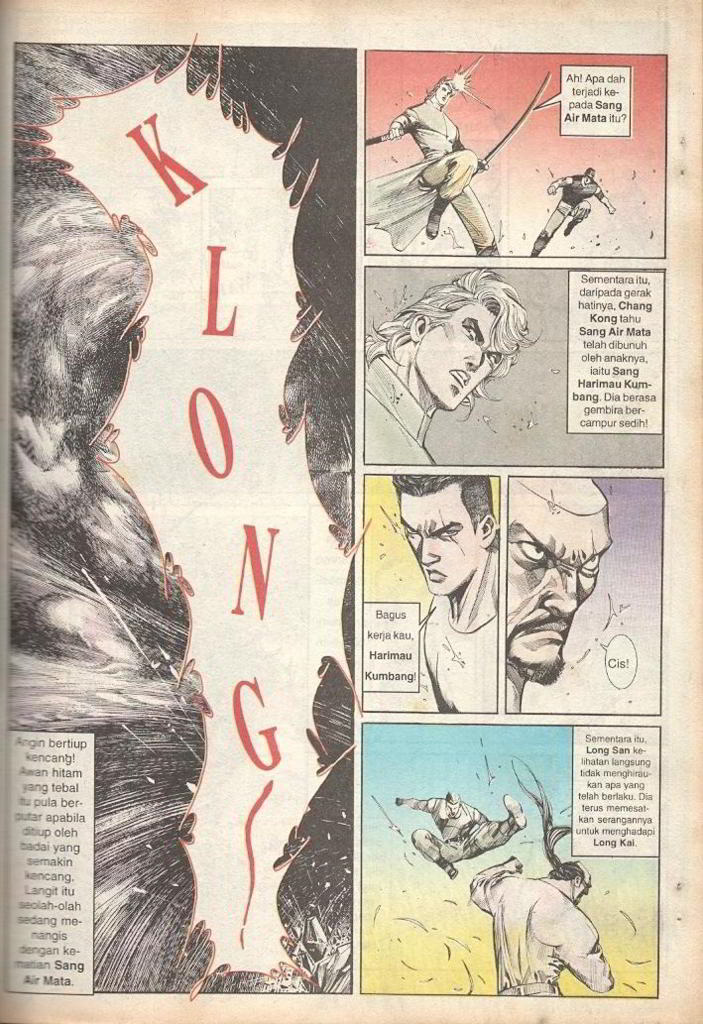 K
L
O
N
G
Angin bertiup
kencang!
Awan hitam
yang tebal
itu pula ber-
putar apabila
ditiup oleh
badai yang
semakin
kencang.
Langit itu
seolah-olah
sedang me-
nangis
dengan ke-
matian Sang
Air Mata.
Ah! Apa dah
terjadi ke-
pada Sang
Air Mata itu?
Sementara itu,
daripada gerak
hatinya, Chang
Kong tahu
Sang Air Mata
telah dibunuh
oleh anaknya,
iaitu Sang
Harimau Kum-
bang. Dia berasa
gembira ber-
campur sedih!
Bagus
kerja kau,
Harimau
Kumbang!
Cis!
Sementara itu,
Long San ke-
lihatan langsung
tidak menghirau-
kan apa yang
telah berlaku. Dia
terus memesat-
kan serangannya
untuk menghadapi
Long Kai.